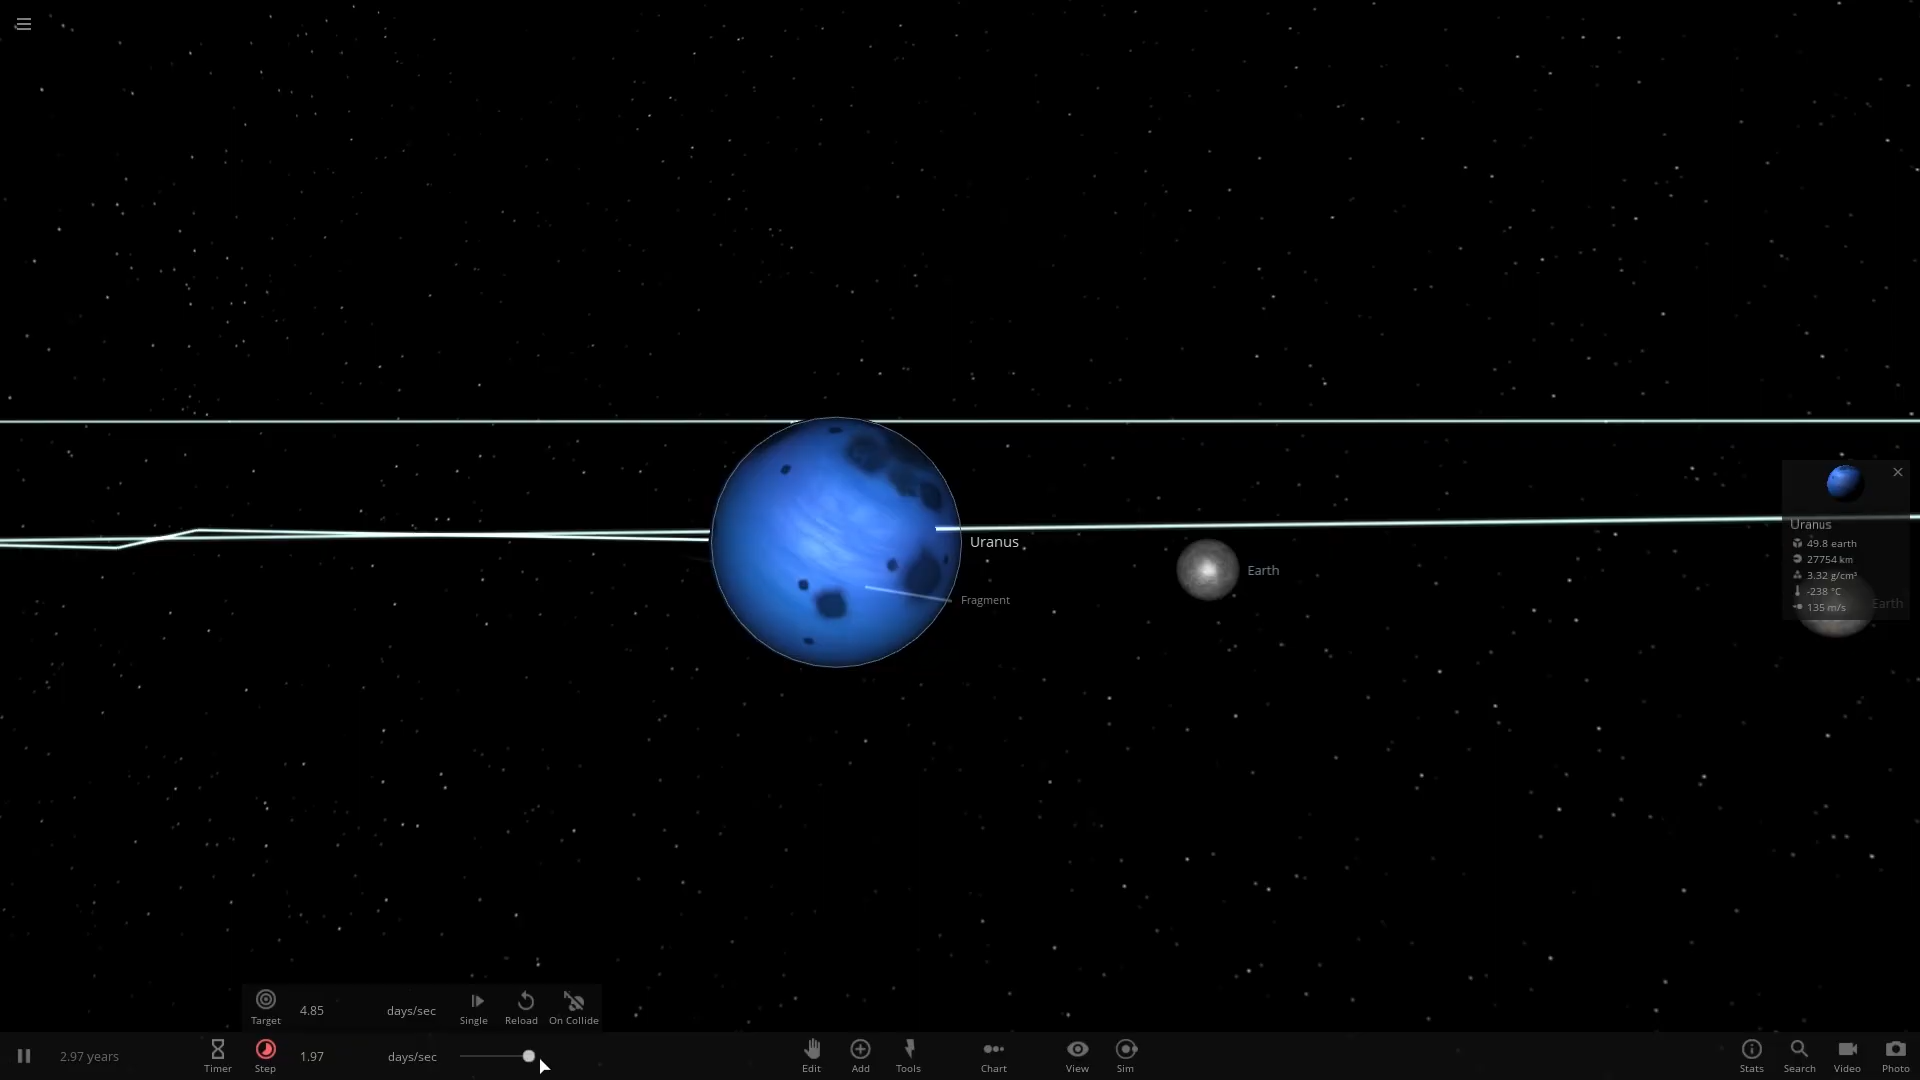 Uranus
Earth
Fragment
Uranus
49.8 earth
27754 km
3.32 g/cm³
-238 °C
135 m/s
Earth
Target
4.85 days/sec
Single
Reload
On Collide
2.97 years
Timer
Step
1.97 days/sec
Edit
Add
Tools
Chart
View
Sim
Stats
Search
Video
Photo